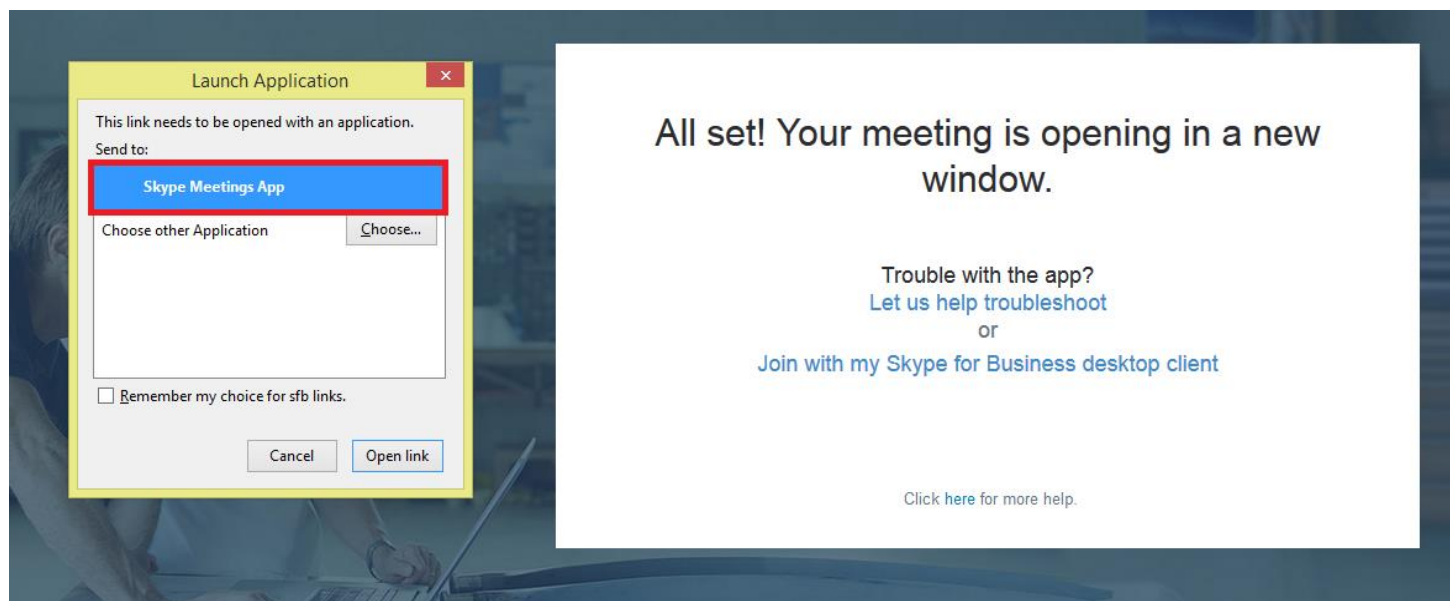 Launch Application
This link needs to be opened with an application.
Send to:
Skype Meetings App
Choose other Application
Choose...
Remember my choice for sfb links.
Cancel
Open link
All set! Your meeting is opening in a new
window.
Trouble with the app?
Let us help troubleshoot
or
Join with my Skype for Business desktop client
Click here for more help.